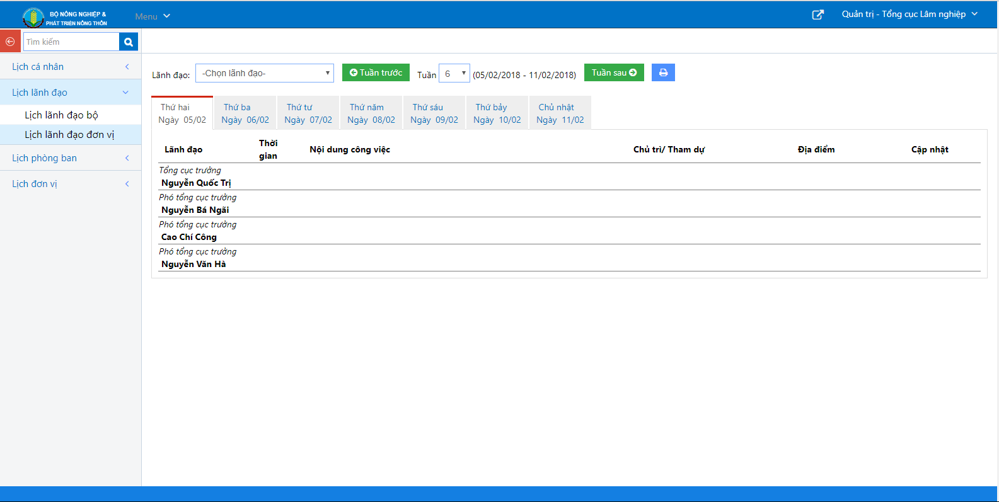 BỘ NÔNG NGHIỆP &
PHÁT TRIỂN NÔNG THÔN
Menu
Quản trị - Tổng cục Lâm nghiệp
Tìm kiếm
Lịch cá nhân
Lịch lãnh đạo
Lịch lãnh đạo bộ
Lịch lãnh đạo đơn vị
Lịch phòng ban
Lịch đơn vị
Lãnh đạo: -Chọn lãnh đạo- Tuần trước Tuần 6 (05/02/2018 - 11/02/2018) Tuần sau
Thứ hai Thứ ba Thứ tư Thứ năm Thứ sáu Thứ bảy Chủ nhật
Ngày 05/02 Ngày 06/02 Ngày 07/02 Ngày 08/02 Ngày 09/02 Ngày 10/02 Ngày 11/02
Lãnh đạo Thời gian Nội dung công việc Chủ trì/ Tham dự Địa điểm Cập nhật
Tổng cục trưởng
Nguyễn Quốc Trị
Phó tổng cục trưởng
Nguyễn Bá Ngãi
Phó tổng cục trưởng
Cao Chí Công
Phó tổng cục trưởng
Nguyễn Văn Hà